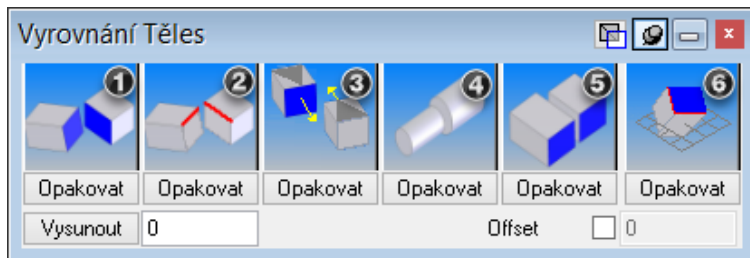 Vyrovnání Těles
1 2 3 4 5 6
Opakovat Opakovat Opakovat Opakovat Opakovat Opakovat
Vysunout 0 Offset 0